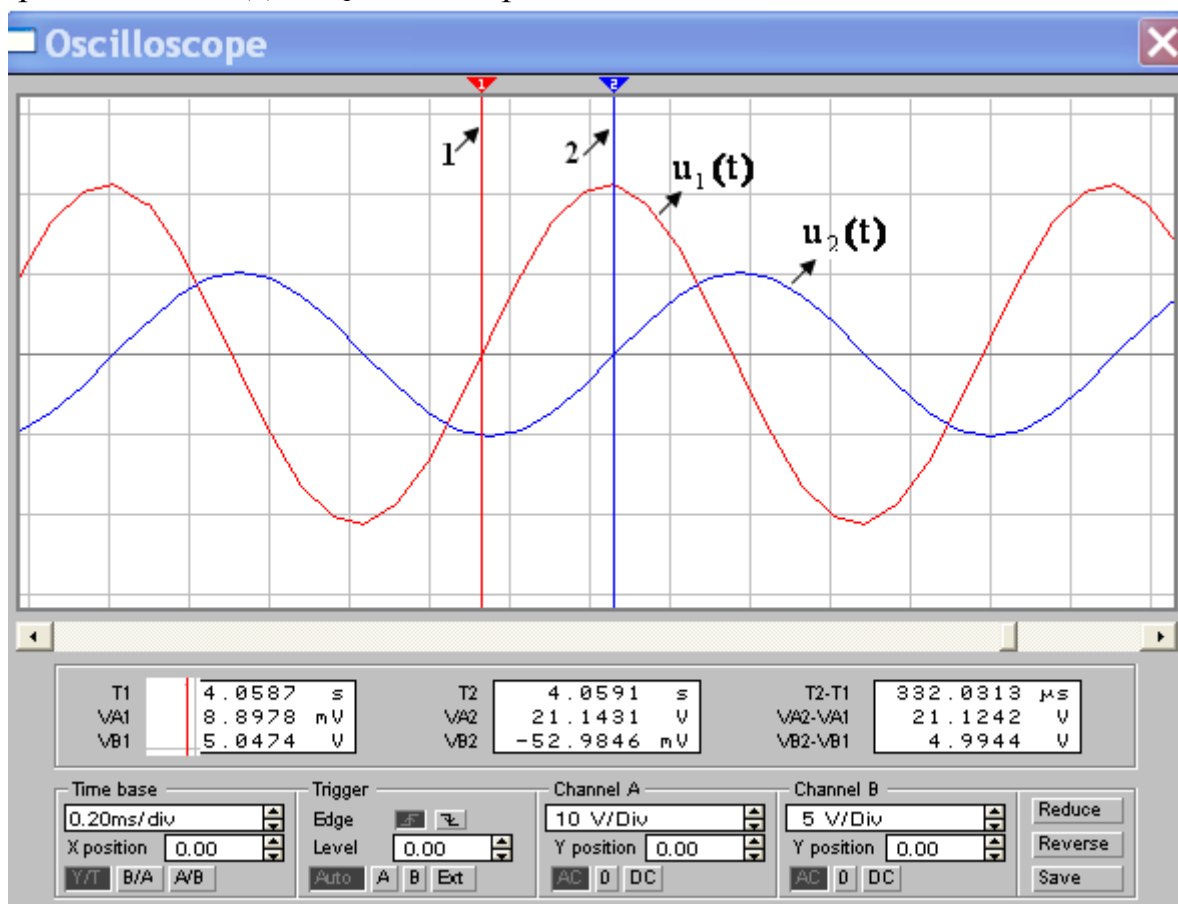 Oscilloscope
1 2
1 2 u₁(t)
u₂(t)
T1 4.0587 s T2 4.0591 s T2-T1 332.0313 µs
VA1 8.8978 mV VA2 21.1431 V VA2-VA1 21.1242 V
VB1 5.0474 V VB2 -52.9846 mV VB2-VB1 4.9944 V
Time base Trigger Channel A Channel B
0.20ms/div Edge 10 V/Div 5 V/Div Reduce
X position 0.00 Level 0.00 Y position 0.00 Y position 0.00 Reverse
Y/T B/A A/B Auto A B Ext AC 0 DC AC 0 DC Save